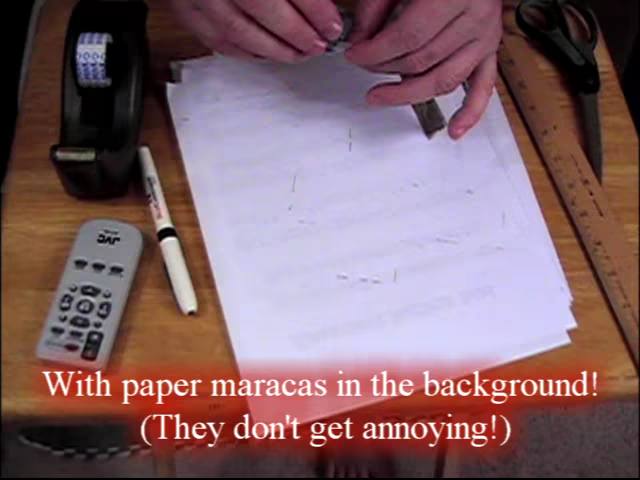 JVC
With paper maracas in the background!
(They don't get annoying!)